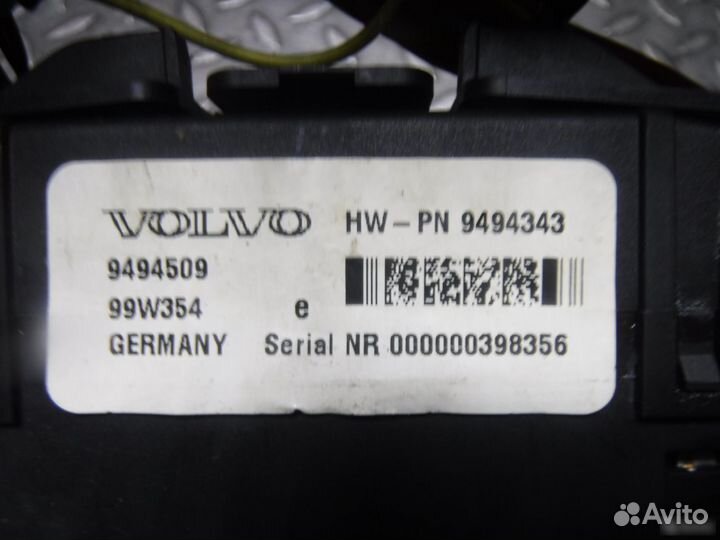 VOLVO HW-PN 9494343
9494509
99W354 e
GERMANY Serial NR 000000398356
Avito